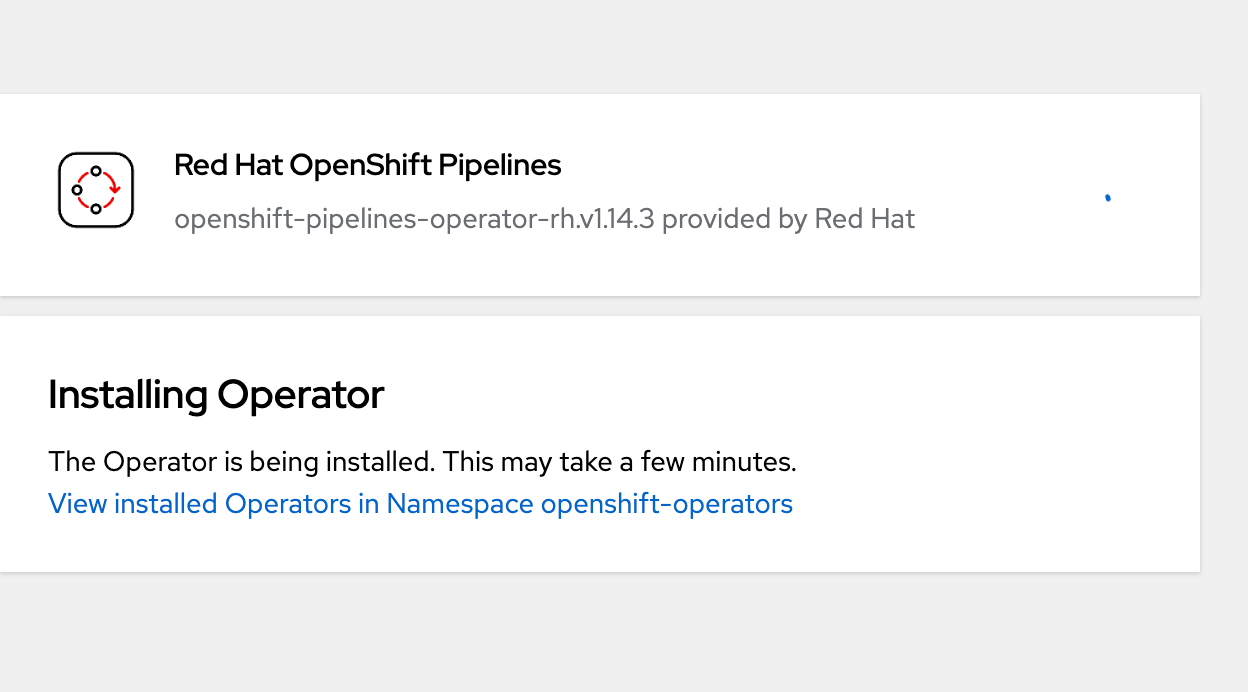 Red Hat OpenShift Pipelines
openshift-pipelines-operator-rh.v1.14.3 provided by Red Hat
Installing Operator
The Operator is being installed. This may take a few minutes.
View installed Operators in Namespace openshift-operators